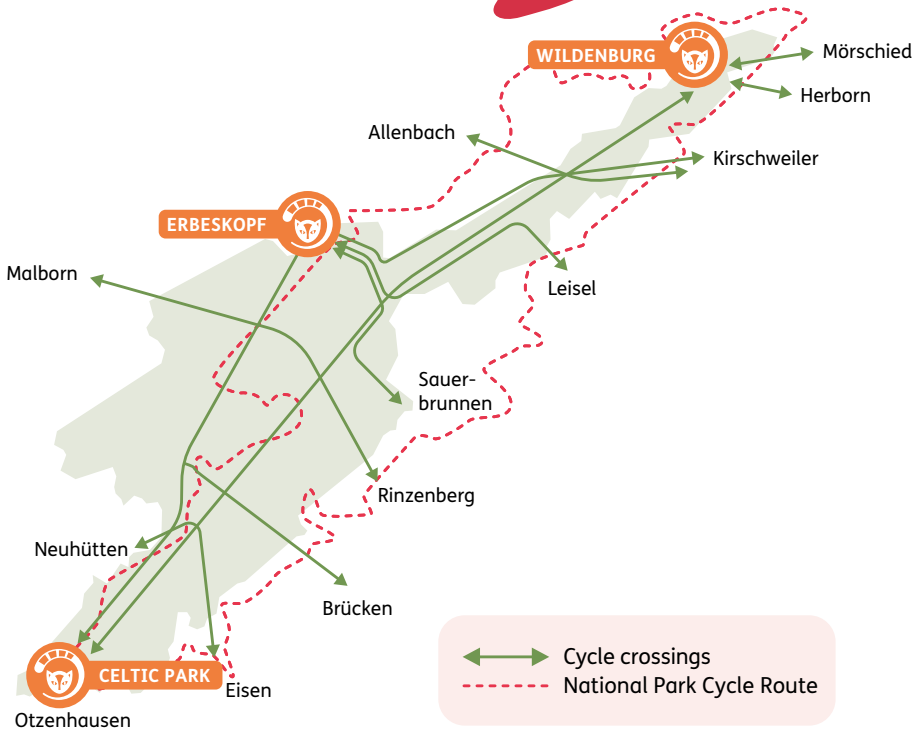 WILDENBURG
Mörschied
Herborn
Allenbach
Kirschweiler
ERBESKOPF
Malborn
Leisel
Sauer-
brunnen
Rinzenberg
Neuhütten
Brücken
CELTIC PARK
Eisen
Otzenhausen
Cycle crossings
National Park Cycle Route